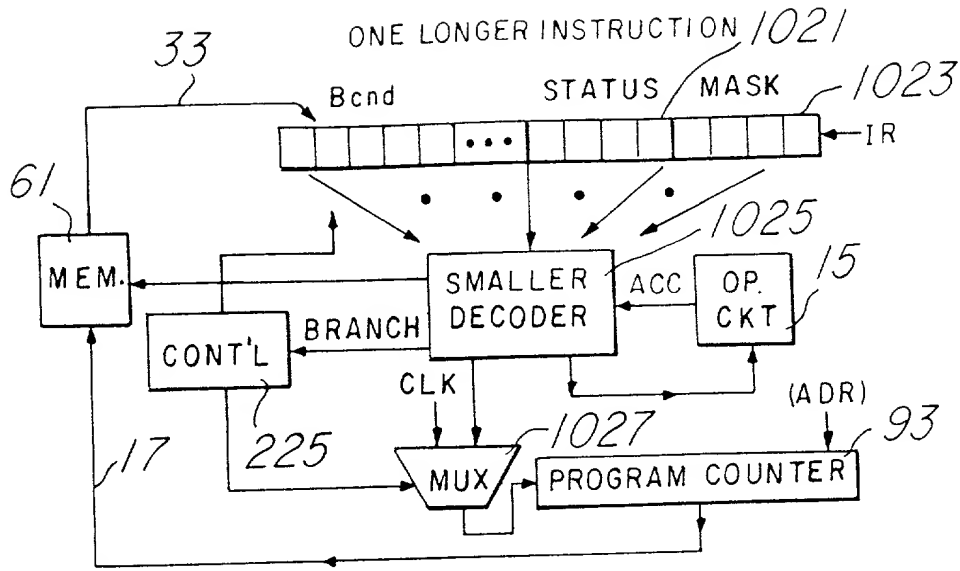 ONE LONGER INSTRUCTION
1021
33
Bcnd
STATUS
MASK
1023
IR
61
MEM.
1025
SMALLER
DECODER
ACC
OP.
CKT
15
BRANCH
CONT'L
CLK
(ADR)
225
1027
93
17
MUX
PROGRAM COUNTER